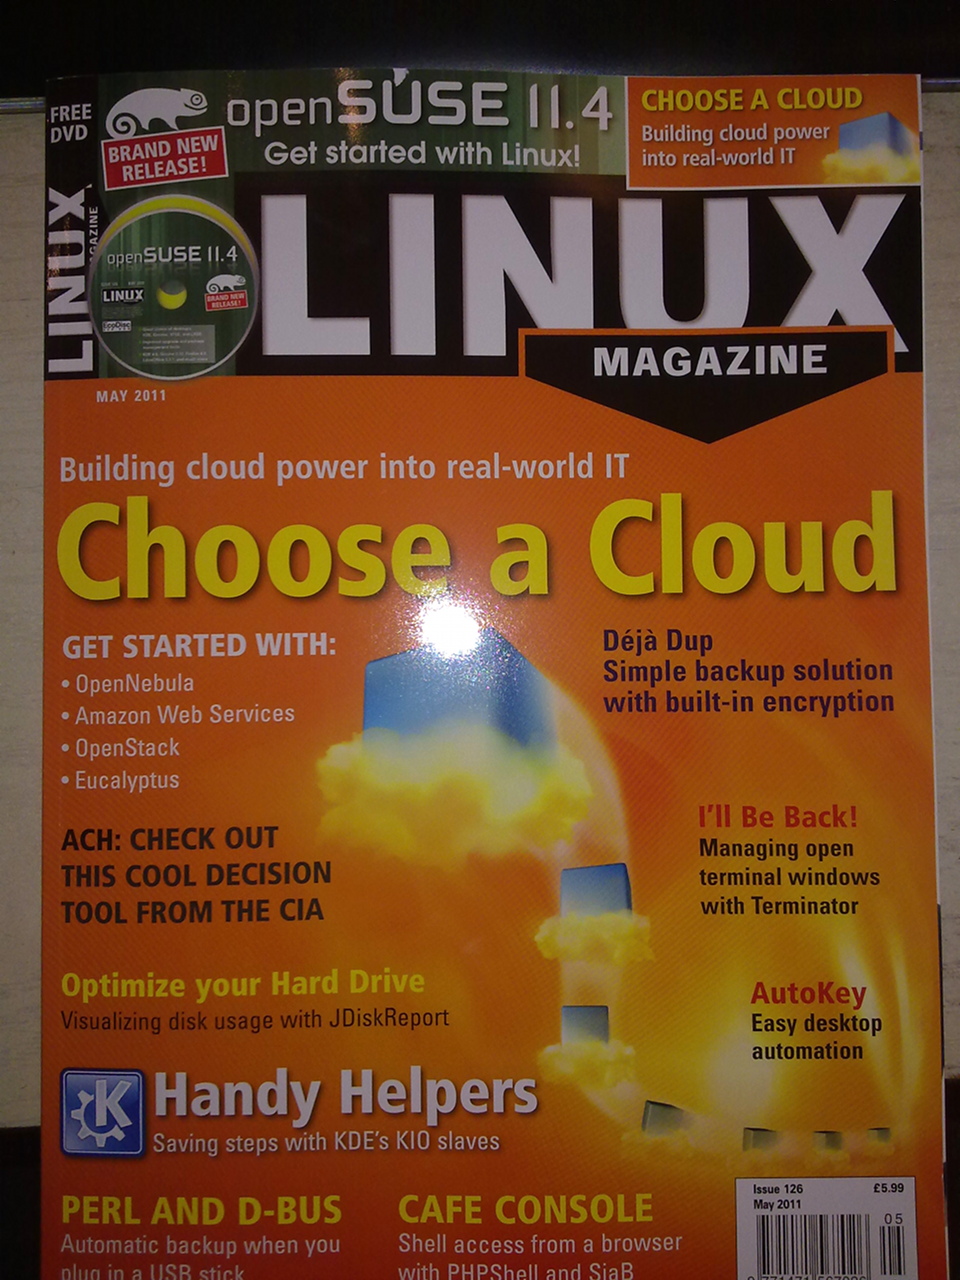 FREE
DVD
BRAND NEW
RELEASE!
openSUSE 11.4
Get started with Linux!
CHOOSE A CLOUD
Building cloud power
into real-world IT
LINUX
MAGAZINE
openSUSE 11.4
LINUX
BRAND NEW
RELEASE!
LINUX
MAGAZINE
MAY 2011
Building cloud power into real-world IT
Choose a Cloud
GET STARTED WITH:
• OpenNebula
• Amazon Web Services
• OpenStack
• Eucalyptus
Déjà Dup
Simple backup solution
with built-in encryption
ACH: CHECK OUT
THIS COOL DECISION
TOOL FROM THE CIA
I'll Be Back!
Managing open
terminal windows
with Terminator
Optimize your Hard Drive
Visualizing disk usage with JDiskReport
AutoKey
Easy desktop
automation
K
Handy Helpers
Saving steps with KDE's KIO slaves
PERL AND D-BUS
Automatic backup when you
plug in a USB stick
CAFE CONSOLE
Shell access from a browser
with PHPShell and SiaB
Issue 126 £5.99
May 2011
05